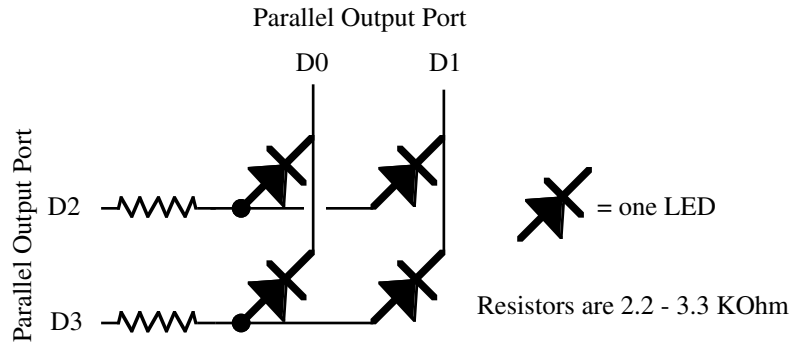 Parallel Output Port
D0
D1
Parallel Output Port
D2
= one LED
D3
Resistors are 2.2 - 3.3 KOhm